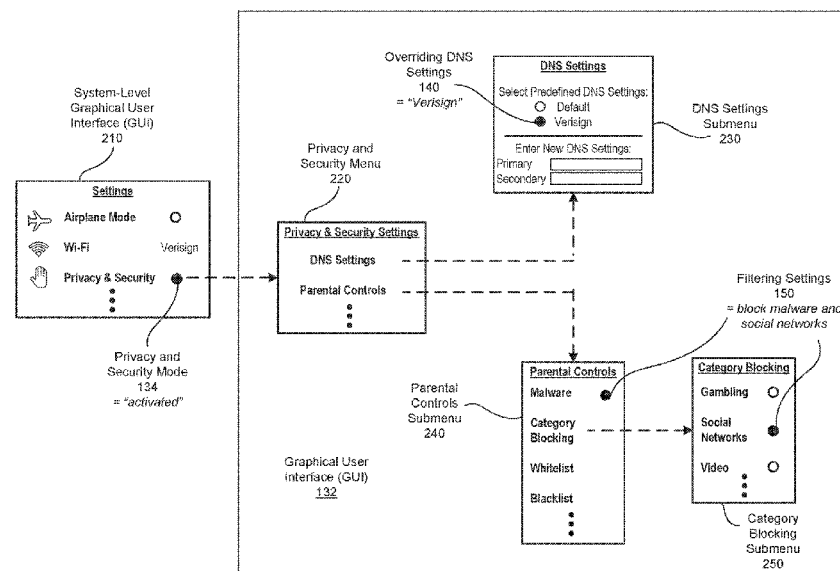 System-Level
Graphical User
Interface (GUI)
210
Settings
Airplane Mode
Wi-Fi
Verisign
Privacy & Security
Privacy and
Security Mode
134
= "activated"
Privacy and
Security Menu
220
Privacy & Security Settings
DNS Settings
Parental Controls
Overriding DNS
Settings
140
= "Verisign"
DNS Settings
Select Predefined DNS Settings:
Default
Verisign
Enter New DNS Settings:
Primary
Secondary
DNS Settings
Submenu
230
Filtering Settings
150
= block malware and
social networks
Parental
Controls
Submenu
240
Parental Controls
Malware
Category
Blocking
Whitelist
Blacklist
Category Blocking
Gambling
Social
Networks
Video
Category
Blocking
Submenu
250
Graphical User
Interface (GUI)
132